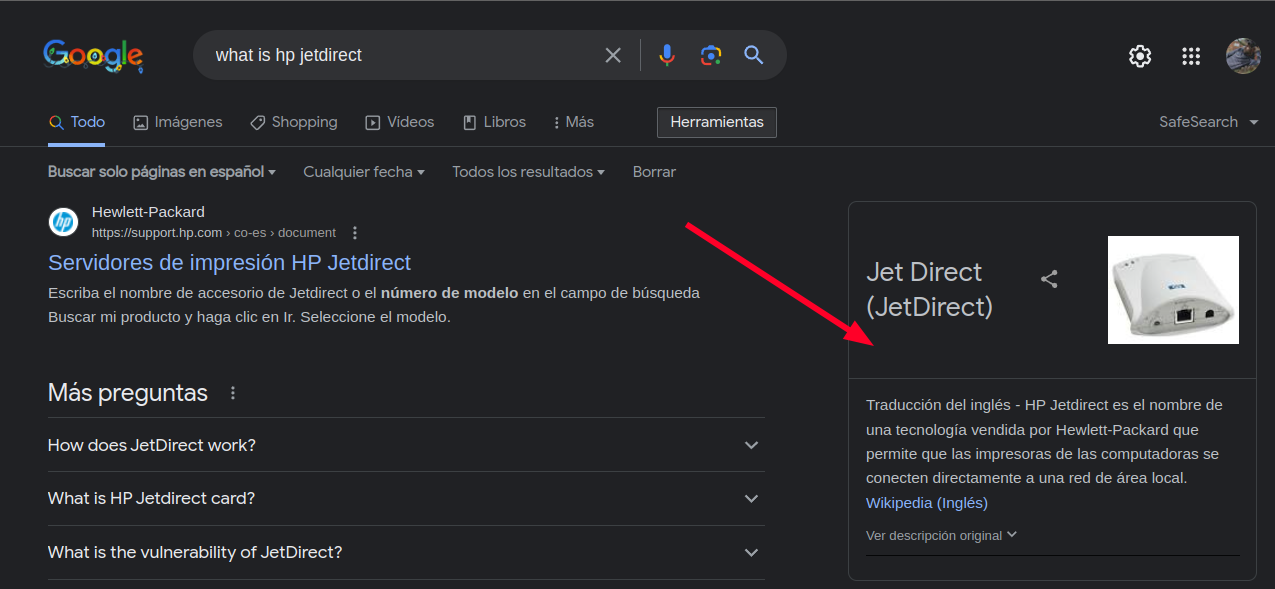 Google
what is hp jetdirect
Todo
Imágenes
Shopping
Vídeos
Libros
Más
Herramientas
SafeSearch
Buscar solo páginas en español
Cualquier fecha
Todos los resultados
Borrar
Hewlett-Packard
https://support.hp.com › co-es › document
Servidores de impresión HP Jetdirect
Escriba el nombre de accesorio de Jetdirect o el número de modelo en el campo de búsqueda
Buscar mi producto y haga clic en Ir. Seleccione el modelo.
Más preguntas
How does JetDirect work?
What is HP Jetdirect card?
What is the vulnerability of JetDirect?
Jet Direct
(JetDirect)
Traducción del inglés - HP Jetdirect es el nombre de
una tecnología vendida por Hewlett-Packard que
permite que las impresoras de las computadoras se
conecten directamente a una red de área local.
Wikipedia (Inglés)
Ver descripción original